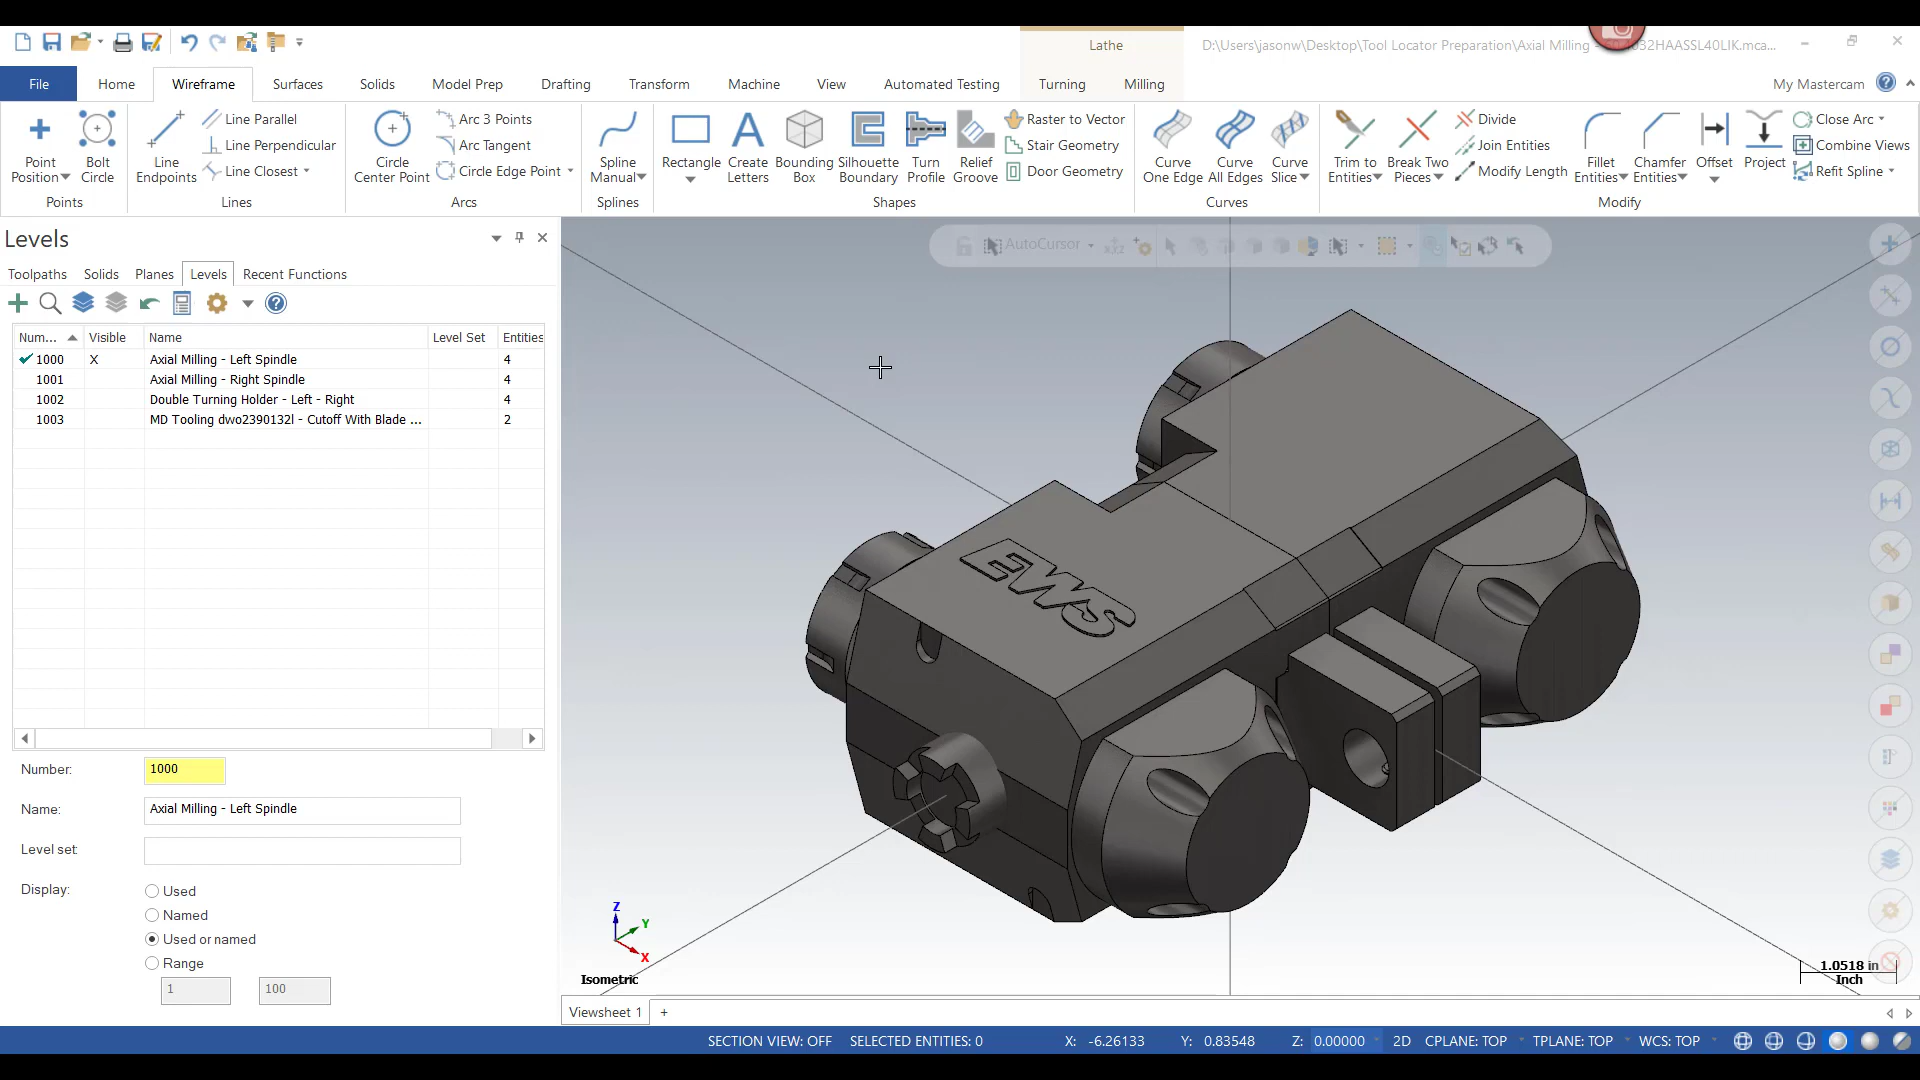 Lathe
D:\Users\jasonw\Desktop\Tool Locator Preparation\Axial Milling - 032HAASSL40LIK.mca...
File Home Wireframe Surfaces Solids Model Prep Drafting Transform Machine View Automated Testing Turning Milling My Mastercam
Point Position
Bolt Circle
Points
Line Endpoints
Line Parallel
Line Perpendicular
Line Closest
Lines
Circle Center Point
Arc 3 Points
Arc Tangent
Circle Edge Point
Arcs
Spline Manual
Splines
Rectangle
Create Letters
Bounding Box
Silhouette Boundary
Turn Profile
Relief Groove
Raster to Vector
Stair Geometry
Door Geometry
Shapes
Curve One Edge
Curve All Edges
Curve Slice
Curves
Trim to Entities
Break Two Pieces
Divide
Join Entities
Modify Length
Fillet Entities
Chamfer Entities
Offset
Project
Close Arc
Combine Views
Refit Spline
Modify
Levels
Toolpaths Solids Planes Levels Recent Functions
Num... Visible Name Level Set Entities
1000 X Axial Milling - Left Spindle 4
1001 Axial Milling - Right Spindle 4
1002 Double Turning Holder - Left - Right 4
1003 MD Tooling dwo2390132l - Cutoff With Blade ... 2
Number: 1000
Name: Axial Milling - Left Spindle
Level set:
Display:
Used
Named
Used or named
Range
1 100
AutoCursor
EWS
Z
Y
X
Isometric
1.0518 in
Inch
Viewsheet 1 +
SECTION VIEW: OFF SELECTED ENTITIES: 0 X: -6.26133 Y: 0.83548 Z: 0.00000 2D CPLANE: TOP TPLANE: TOP WCS: TOP